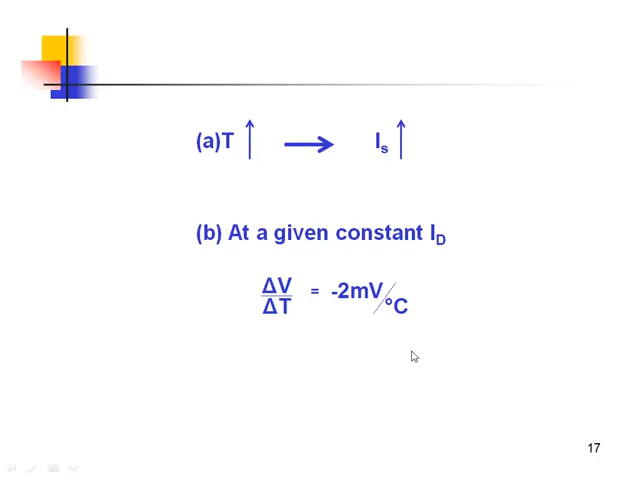 (a)T ↑ → Is ↑
(b) At a given constant ID
ΔV/ΔT = -2mV/°C
17